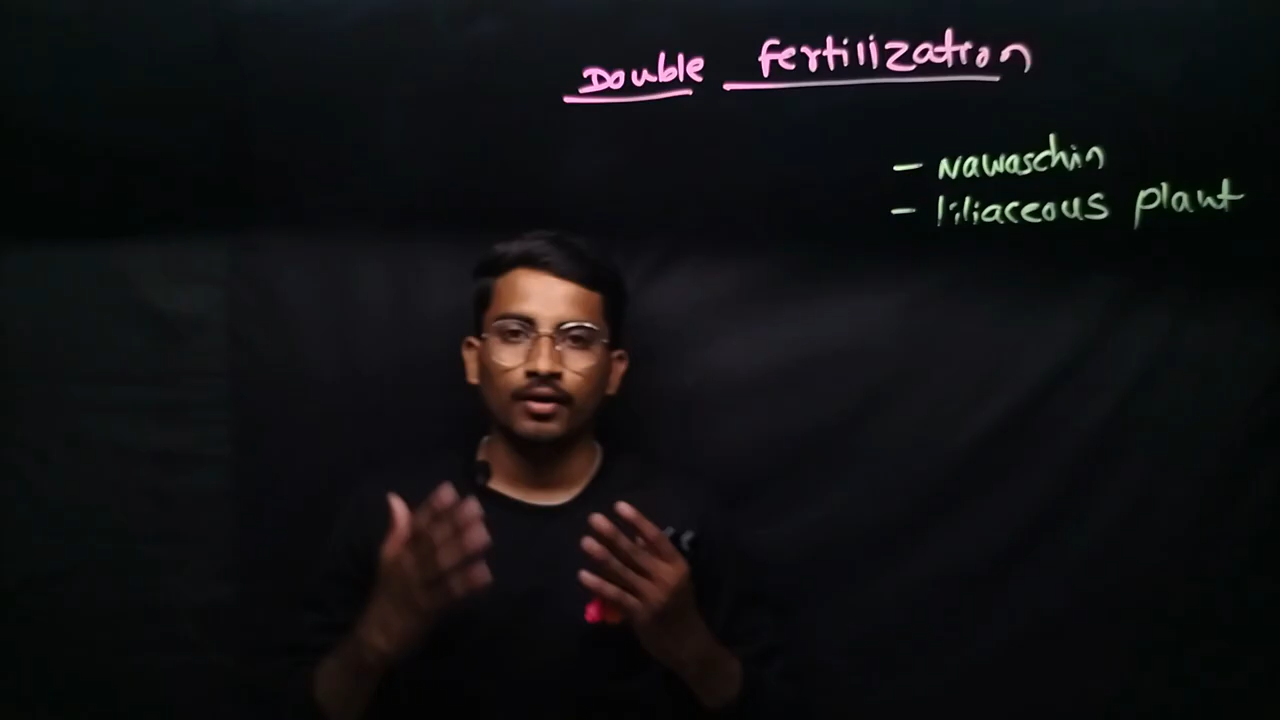 Double fertilization
- Nawaschin
- liliaceous plant